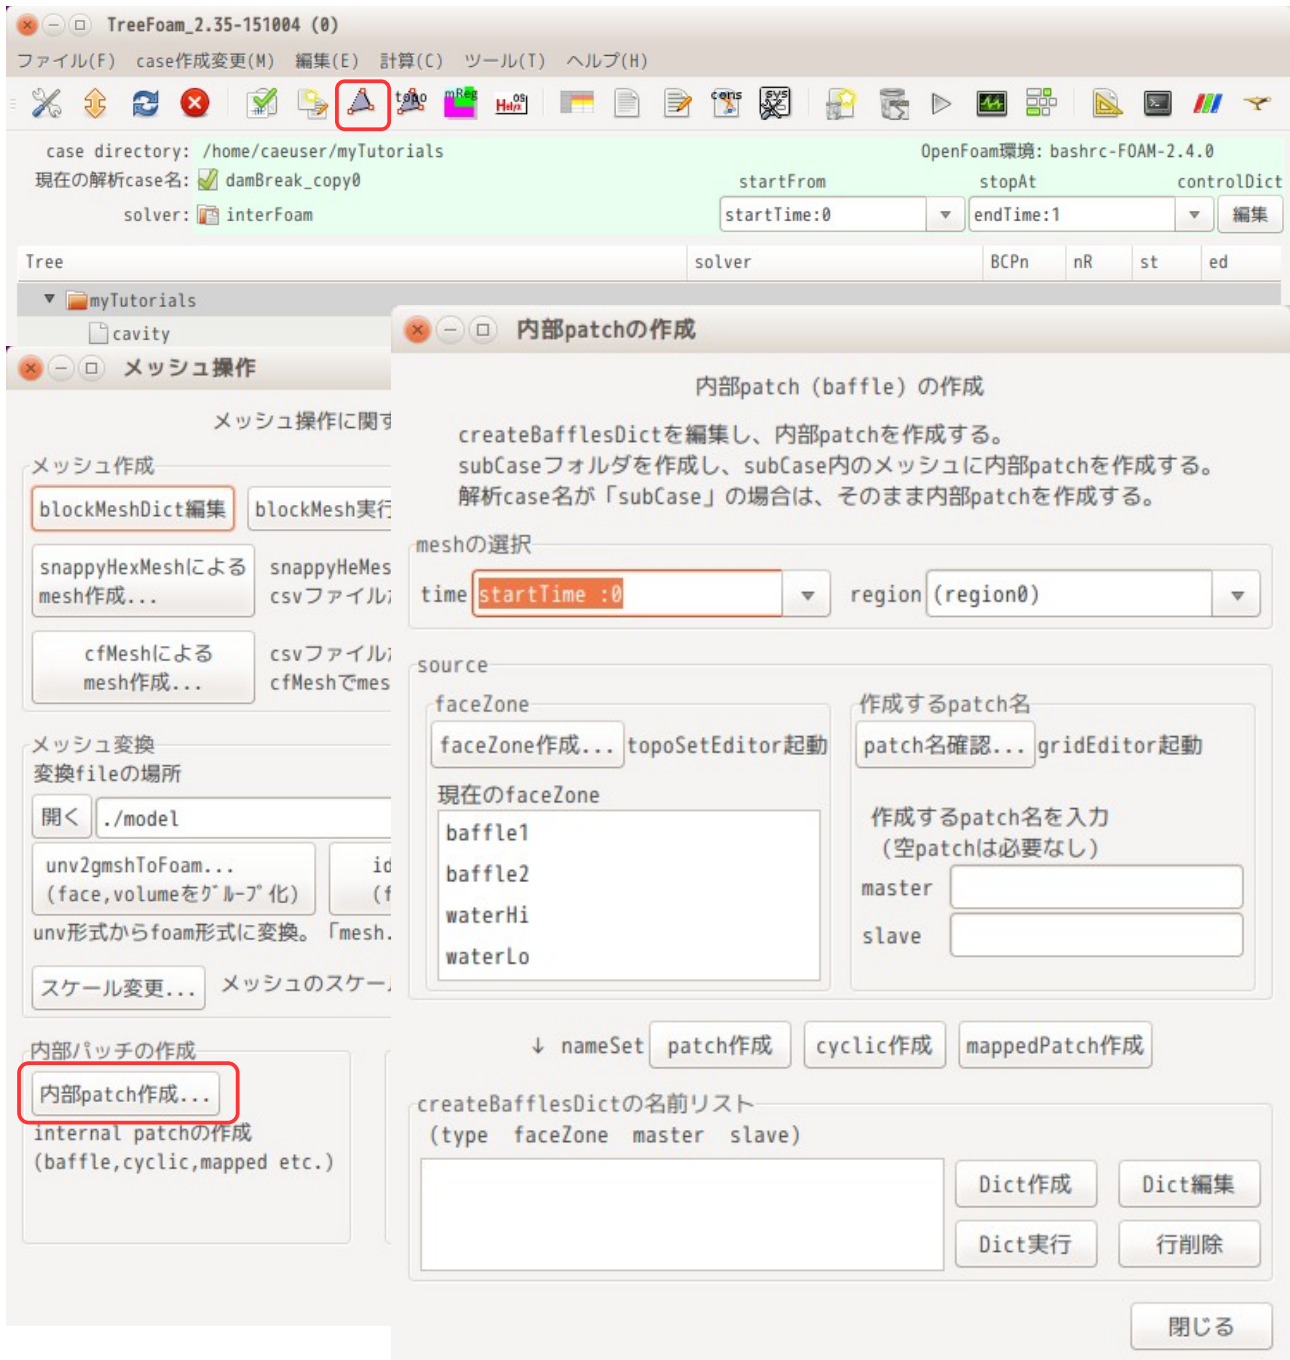 TreeFoam_2.35-151004 (0)
ファイル(F) case作成変更(M) 編集(E) 計算(C) ツール(T) ヘルプ(H)
topo mReg Helyx OS cons sys
case directory: /home/caeuser/myTutorials OpenFoam環境: bashrc-FOAM-2.4.0
現在の解析case名: damBreak_copy0 startFrom stopAt controlDict
solver: interFoam startTime:0 endTime:1 編集
Tree solver BCPn nR st ed
myTutorials
cavity
メッシュ操作
メッシュ操作に関す
メッシュ作成
blockMeshDict編集 blockMesh実行
snappyHexMeshによる
mesh作成...
snappyHeMes
csvファイル
cfMeshによる
mesh作成...
csvファイル
cfMeshでmes
メッシュ変換
変換fileの場所
開く ./model
unv2gmshToFoam...
(face,volumeをｸﾞﾙｰﾌﾟ化)
id
(f
unv形式からfoam形式に変換。「mesh.
スケール変更... メッシュのスケー
内部パッチの作成
内部patch作成...
internal patchの作成
(baffle,cyclic,mapped etc.)
内部patchの作成
内部patch (baffle) の作成
createBafflesDictを編集し、内部patchを作成する。
subCaseフォルダを作成し、subCase内のメッシュに内部patchを作成する。
解析case名が「subCase」の場合は、そのまま内部patchを作成する。
meshの選択
time startTime :0 region (region0)
source
faceZone
faceZone作成... topoSetEditor起動
現在のfaceZone
baffle1
baffle2
waterHi
waterLo
作成するpatch名
patch名確認... gridEditor起動
作成するpatch名を入力
(空patchは必要なし)
master
slave
↓ nameSet patch作成 cyclic作成 mappedPatch作成
createBafflesDictの名前リスト
(type faceZone master slave)
Dict作成 Dict編集
Dict実行 行削除
閉じる